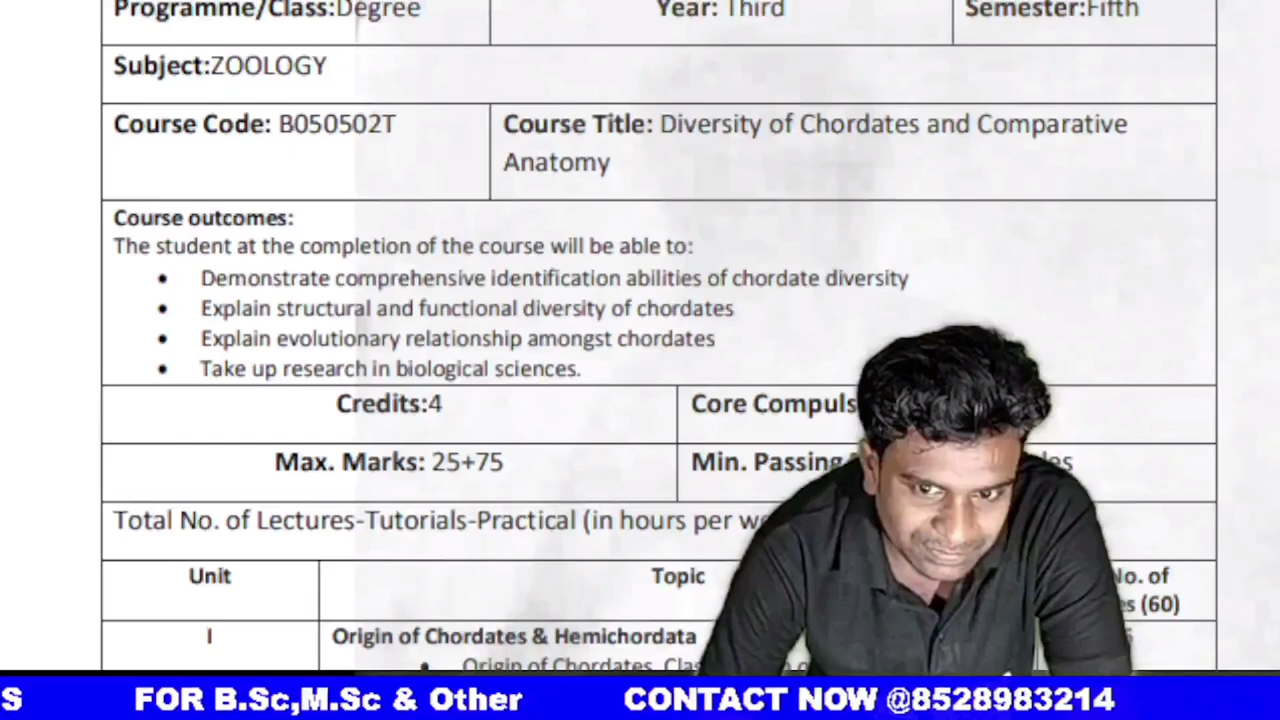 Programme/Class:Degree Year: Third Semester:Fifth
Subject:ZOOLOGY
Course Code: B050502T Course Title: Diversity of Chordates and Comparative
Anatomy
Course outcomes:
The student at the completion of the course will be able to:
• Demonstrate comprehensive identification abilities of chordate diversity
• Explain structural and functional diversity of chordates
• Explain evolutionary relationship amongst chordates
• Take up research in biological sciences.
Credits:4 Core
Max. Marks: 25+75 Min. Passing
Total No. of Lectures-Tutorials-Practical (in hours per
Unit Topic No. of
(60)
I Origin of Chordates & Hemichordata
• Origin of Chordates,
S FOR B.Sc,M.Sc & Other CONTACT NOW @8528983214